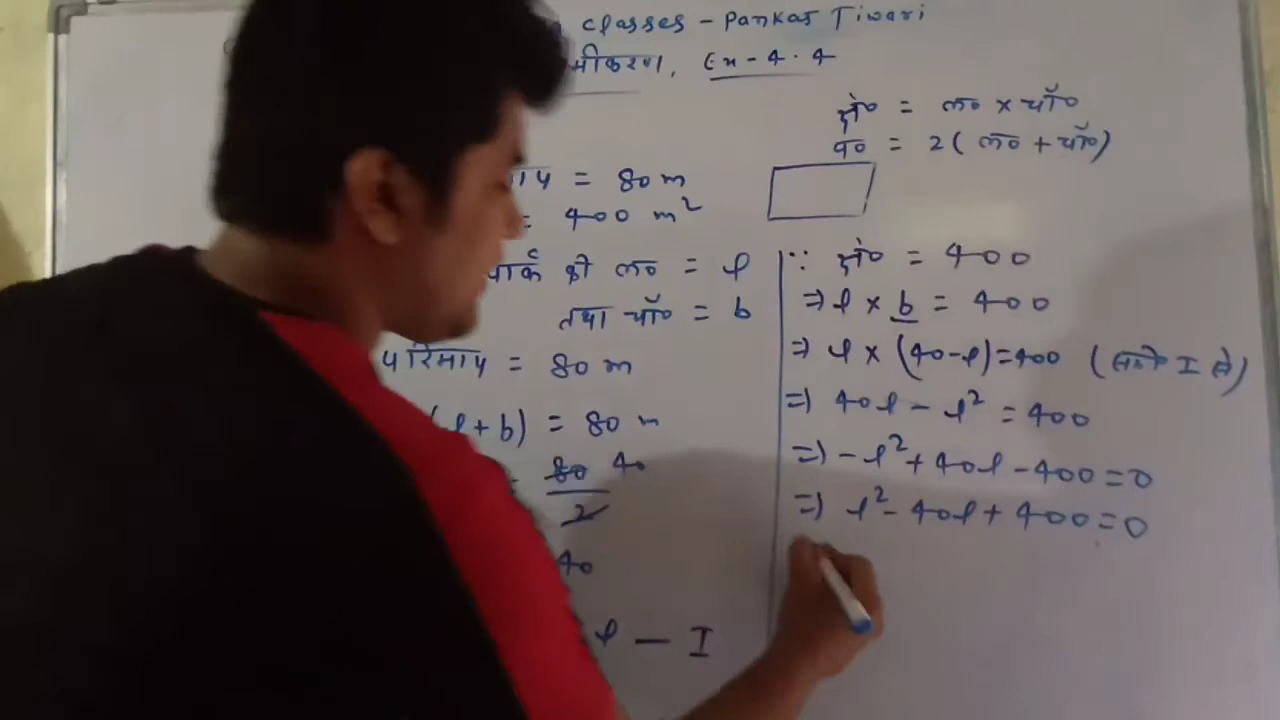 classes - Pankaj Tiwari
मीकरण, Ex - 4.4
क्षे० = ल० × चौ०
प० = 2 ( ल० + चौ० )
माप = 80 m
= 400 m²
पार्क की ल० = l
तथा चौ० = b
परिमाप = 80 m
(l + b) = 80 m
= 80 40
2
40
l — I
∵ क्षे० = 400
⇒ l × b = 400
⇒ l × (40-l) = 400 ( समी० I से )
⇒ 40l - l² = 400
⇒ - l² + 40l - 400 = 0
⇒ l² - 40l + 400 = 0